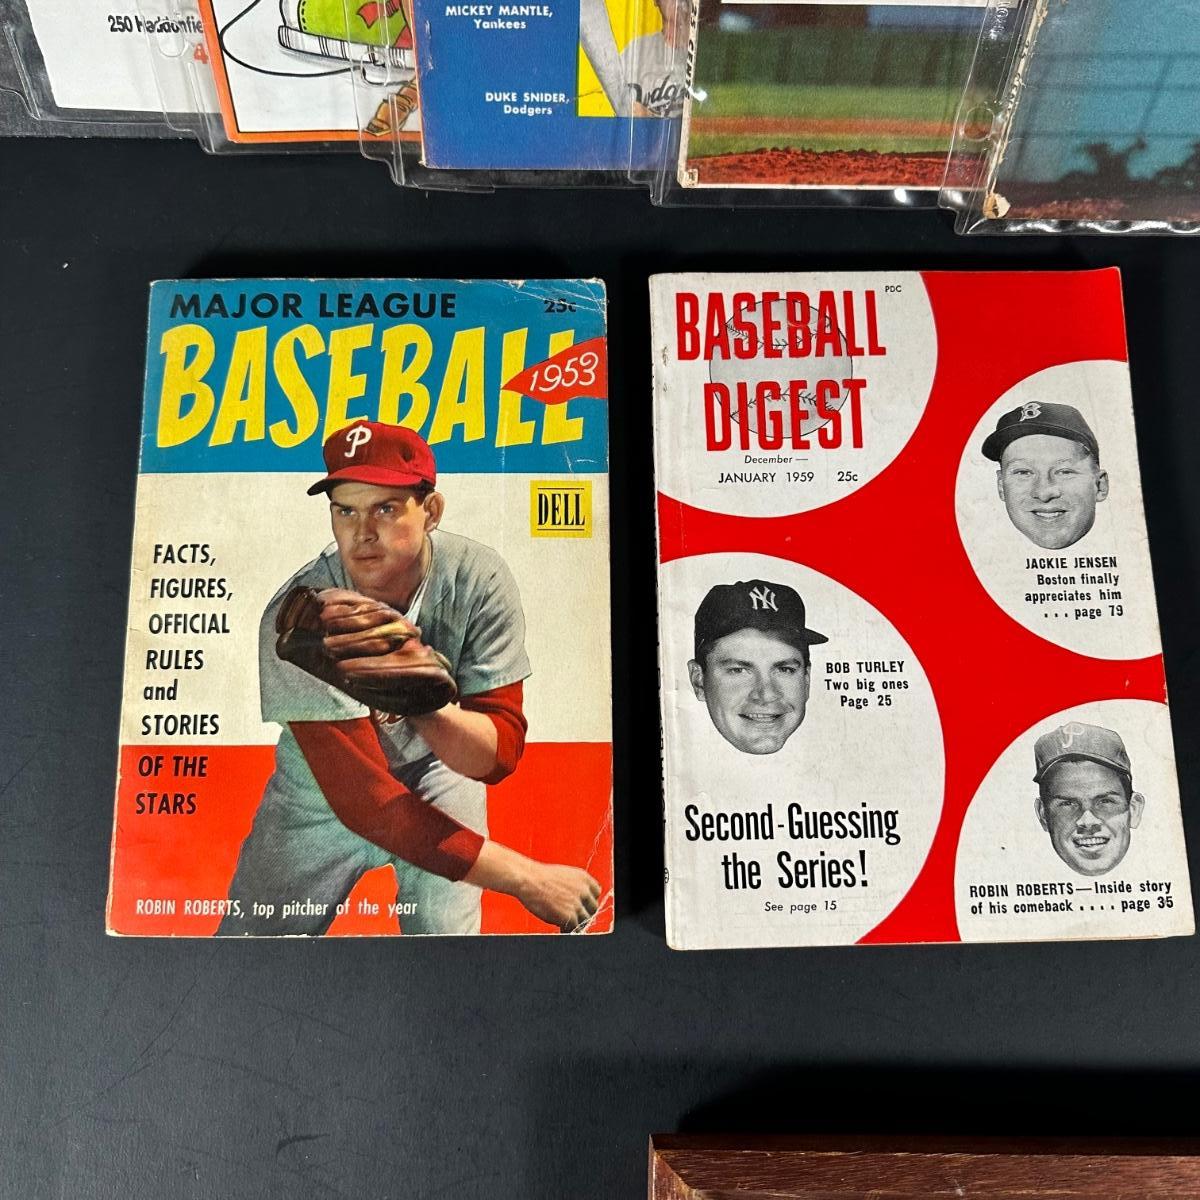 250 Haddonfie
4
MICKEY MANTLE,
Yankees
DUKE SNIDER,
Dodgers
Dodg
MAJOR LEAGUE
25c
BASEBALL
1953
P
DELL
FACTS,
FIGURES,
OFFICIAL
RULES
and
STORIES
OF THE
STARS
ROBIN ROBERTS, top pitcher of the year
BASEBALL
PDC
DIGEST
December —
JANUARY 1959 25c
B
JACKIE JENSEN
Boston finally
appreciates him
... page 79
NY
BOB TURLEY
Two big ones
Page 25
Second-Guessing
the Series!
See page 15
P
ROBIN ROBERTS—Inside story
of his comeback .... page 35